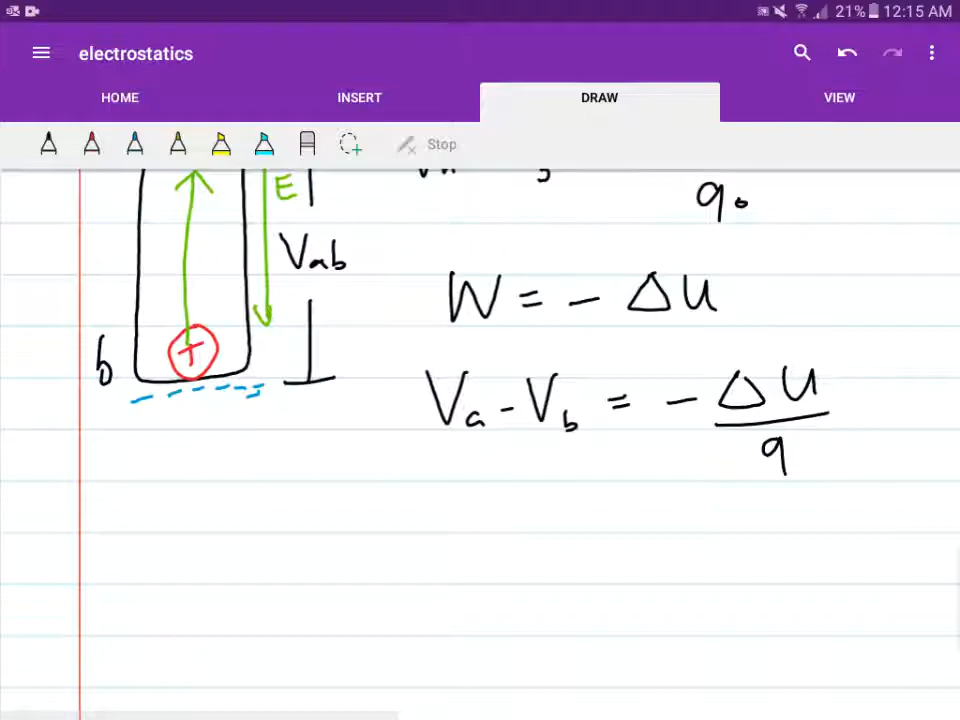 21% 12:15 AM
electrostatics
HOME INSERT DRAW VIEW
Stop
E
Vab
b
+
q₀
W = - ΔU
Va - Vb = - ΔU
q